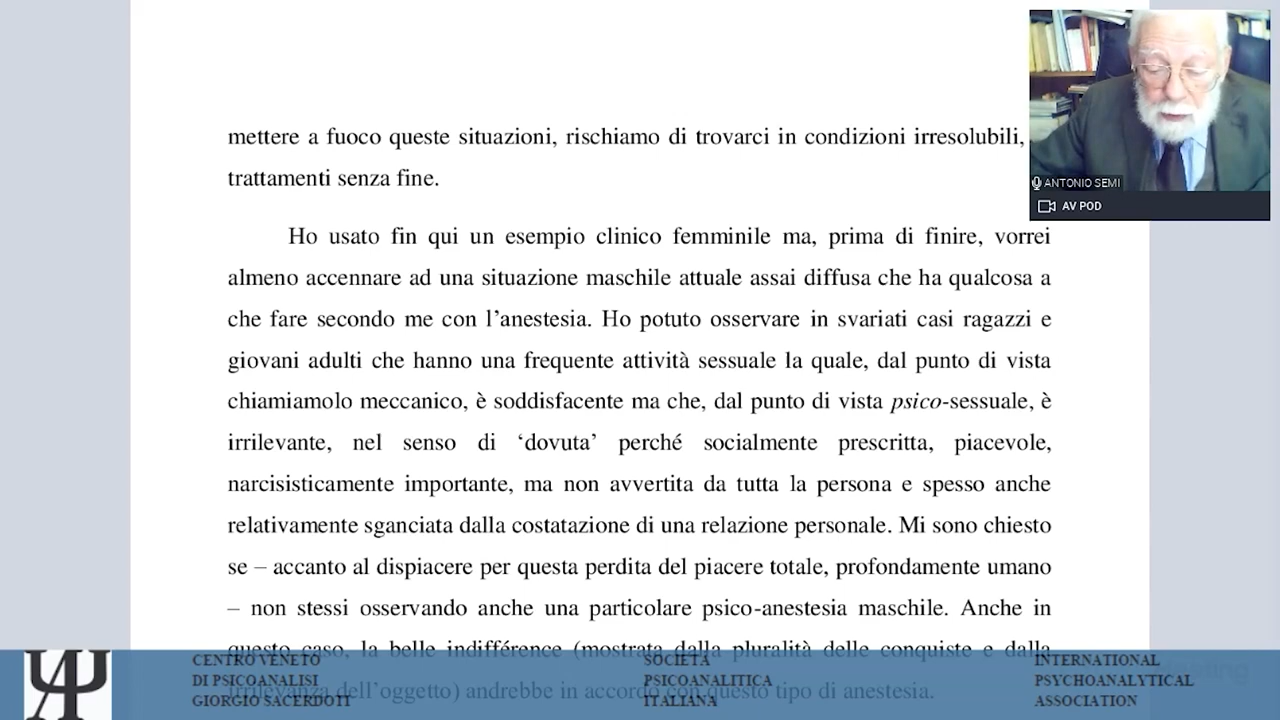 mettere a fuoco queste situazioni, rischiamo di trovarci in condizioni irresolubili,
trattamenti senza fine.
Ho usato fin qui un esempio clinico femminile ma, prima di finire, vorrei
almeno accennare ad una situazione maschile attuale assai diffusa che ha qualcosa a
che fare secondo me con l’anestesia. Ho potuto osservare in svariati casi ragazzi e
giovani adulti che hanno una frequente attività sessuale la quale, dal punto di vista
chiamiamolo meccanico, è soddisfacente ma che, dal punto di vista psico-sessuale, è
irrilevante, nel senso di ‘dovuta’ perché socialmente prescritta, piacevole,
narcisisticamente importante, ma non avvertita da tutta la persona e spesso anche
relativamente sganciata dalla costatazione di una relazione personale. Mi sono chiesto
se – accanto al dispiacere per questa perdita del piacere totale, profondamente umano
– non stessi osservando anche una particolare psico-anestesia maschile. Anche in
questo caso, la belle indifférence (mostrata dalla pluralità delle conquiste e dalla
irrilevanza dell’oggetto) andrebbe in accordo con questo tipo di anestesia.
ANTONIO SEMI
AV POD
CENTRO VENETO
DI PSICOANALISI
GIORGIO SACERDOTI
SOCIETÀ
PSICOANALITICA
ITALIANA
INTERNATIONAL
PSYCHOANALYTICAL
ASSOCIATION